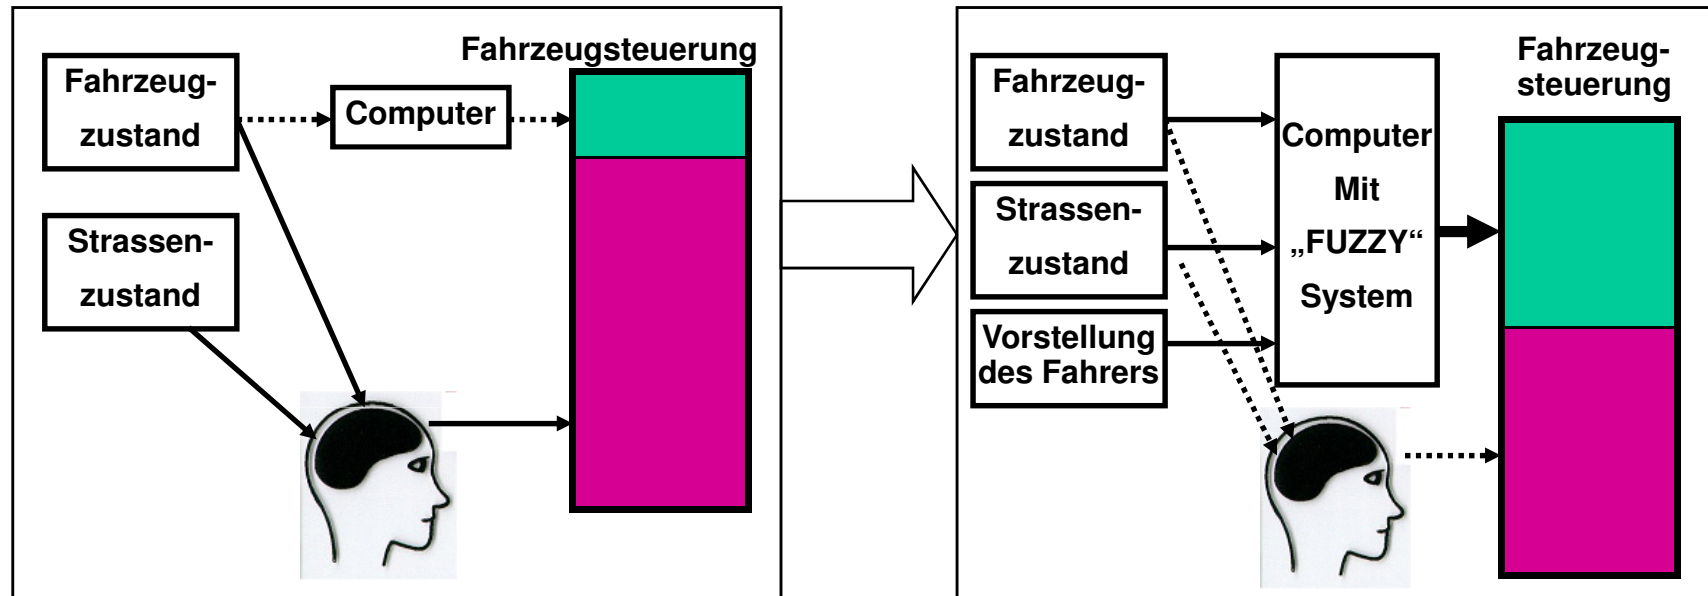 Fahrzeugsteuerung
Fahrzeug-
zustand
Computer
Strassen-
zustand
Fahrzeug-
zustand
Strassen-
zustand
Vorstellung
des Fahrers
Computer
Mit
„FUZZY“
System
Fahrzeug-
steuerung